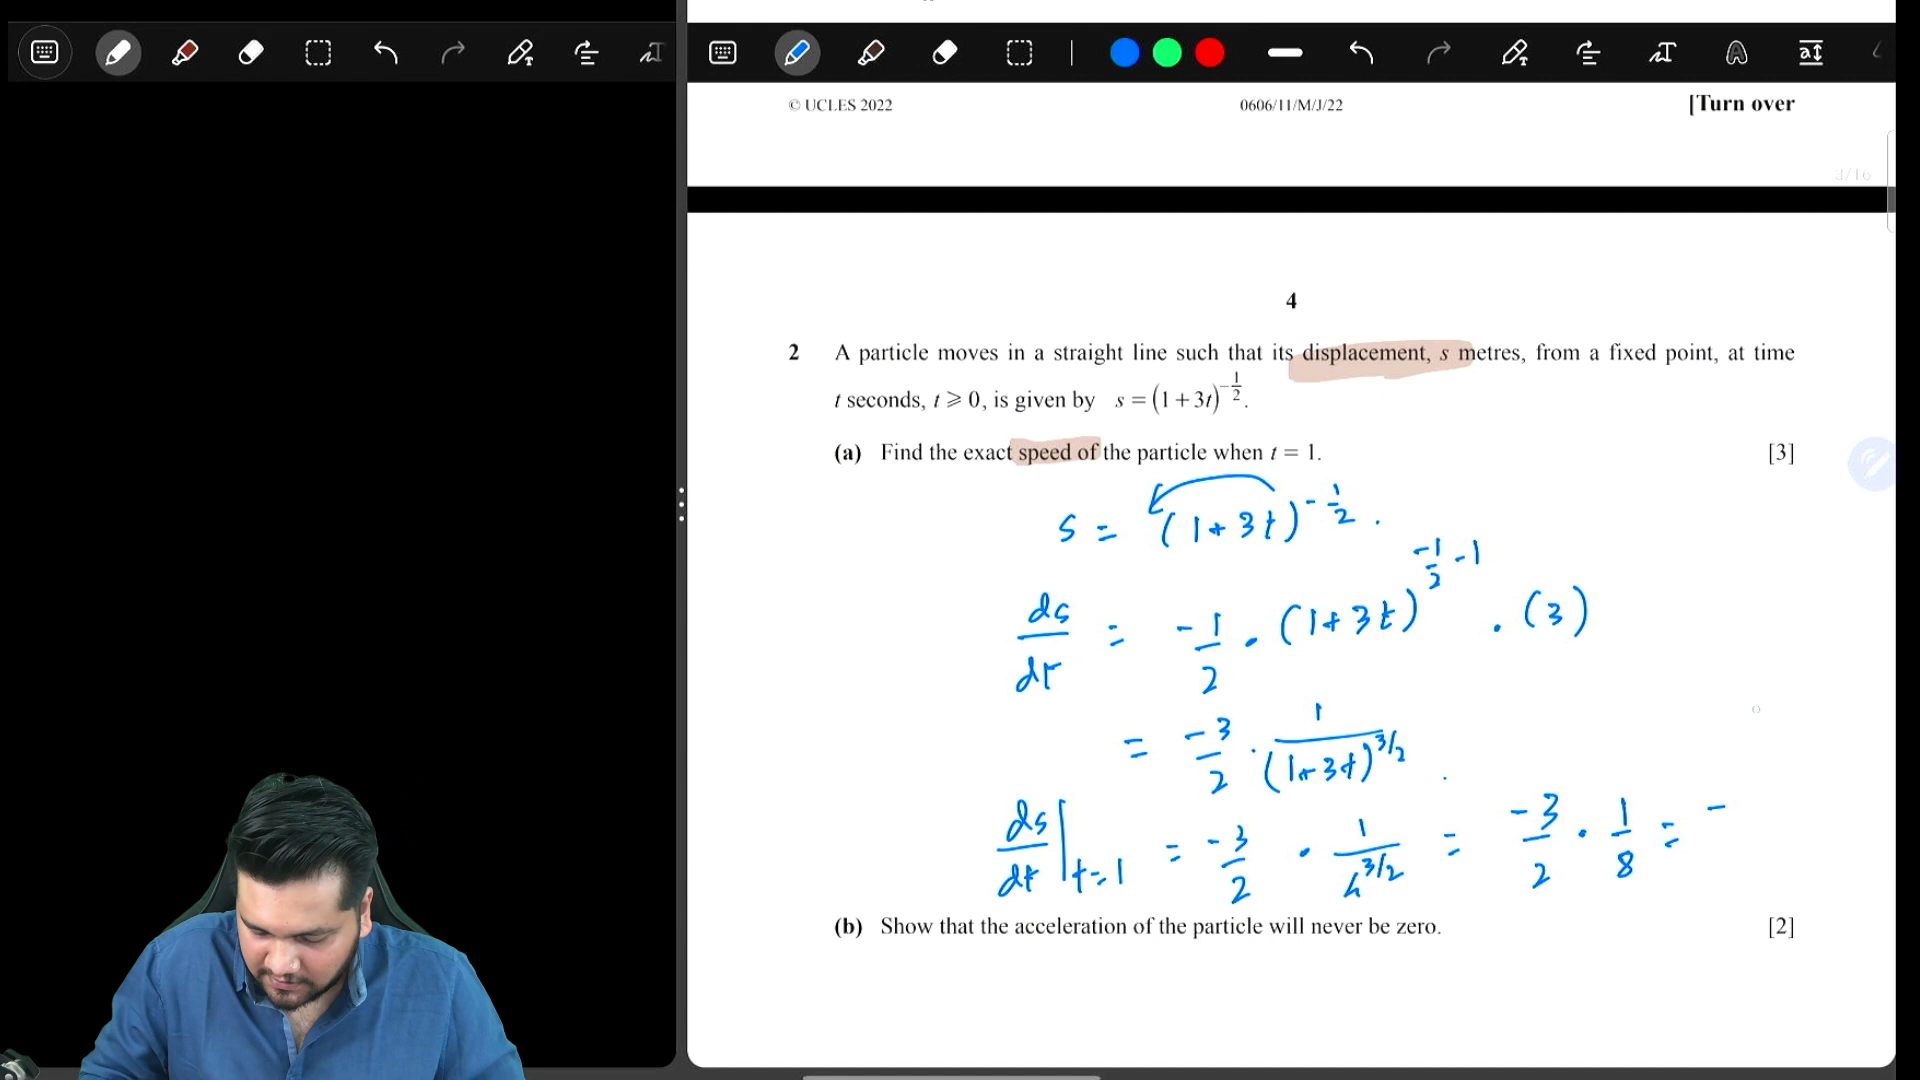 © UCLES 2022 0606/11/M/J/22 [Turn over
3/16
4
2 A particle moves in a straight line such that its displacement, s metres, from a fixed point, at time
t seconds, t ⩾ 0, is given by s = (1+3t)^{-1/2}.
(a) Find the exact speed of the particle when t = 1. [3]
s = (1+3t)^{-1/2}.
ds/dt = -1/2 · (1+3t)^{-1/2 -1} · (3)
= -3/2 · 1/(1+3t)^{3/2}
ds/dt|t=1 = -3/2 · 1/4^{3/2} = -3/2 · 1/8 = -
(b) Show that the acceleration of the particle will never be zero. [2]